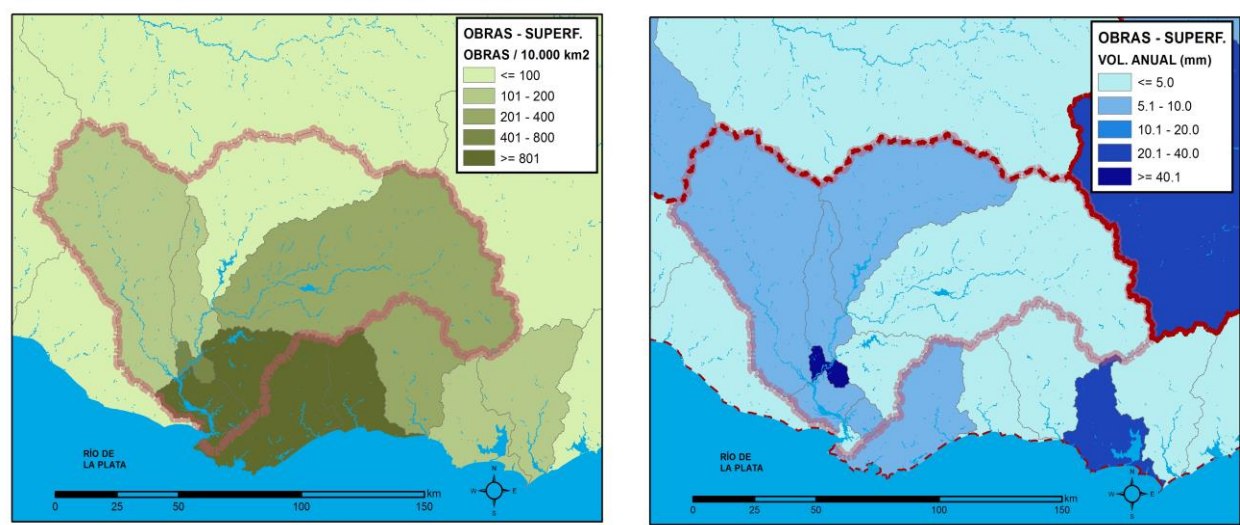 OBRAS - SUPERF.
OBRAS / 10.000 km2
<= 100
101 - 200
201 - 400
401 - 800
>= 801
RÍO DE
LA PLATA
N
W E
S
km
0 25 50 100 150
OBRAS - SUPERF.
VOL. ANUAL (mm)
<= 5.0
5.1 - 10.0
10.1 - 20.0
20.1 - 40.0
>= 40.1
RÍO DE
LA PLATA
N
W E
S
km
0 25 50 100 150